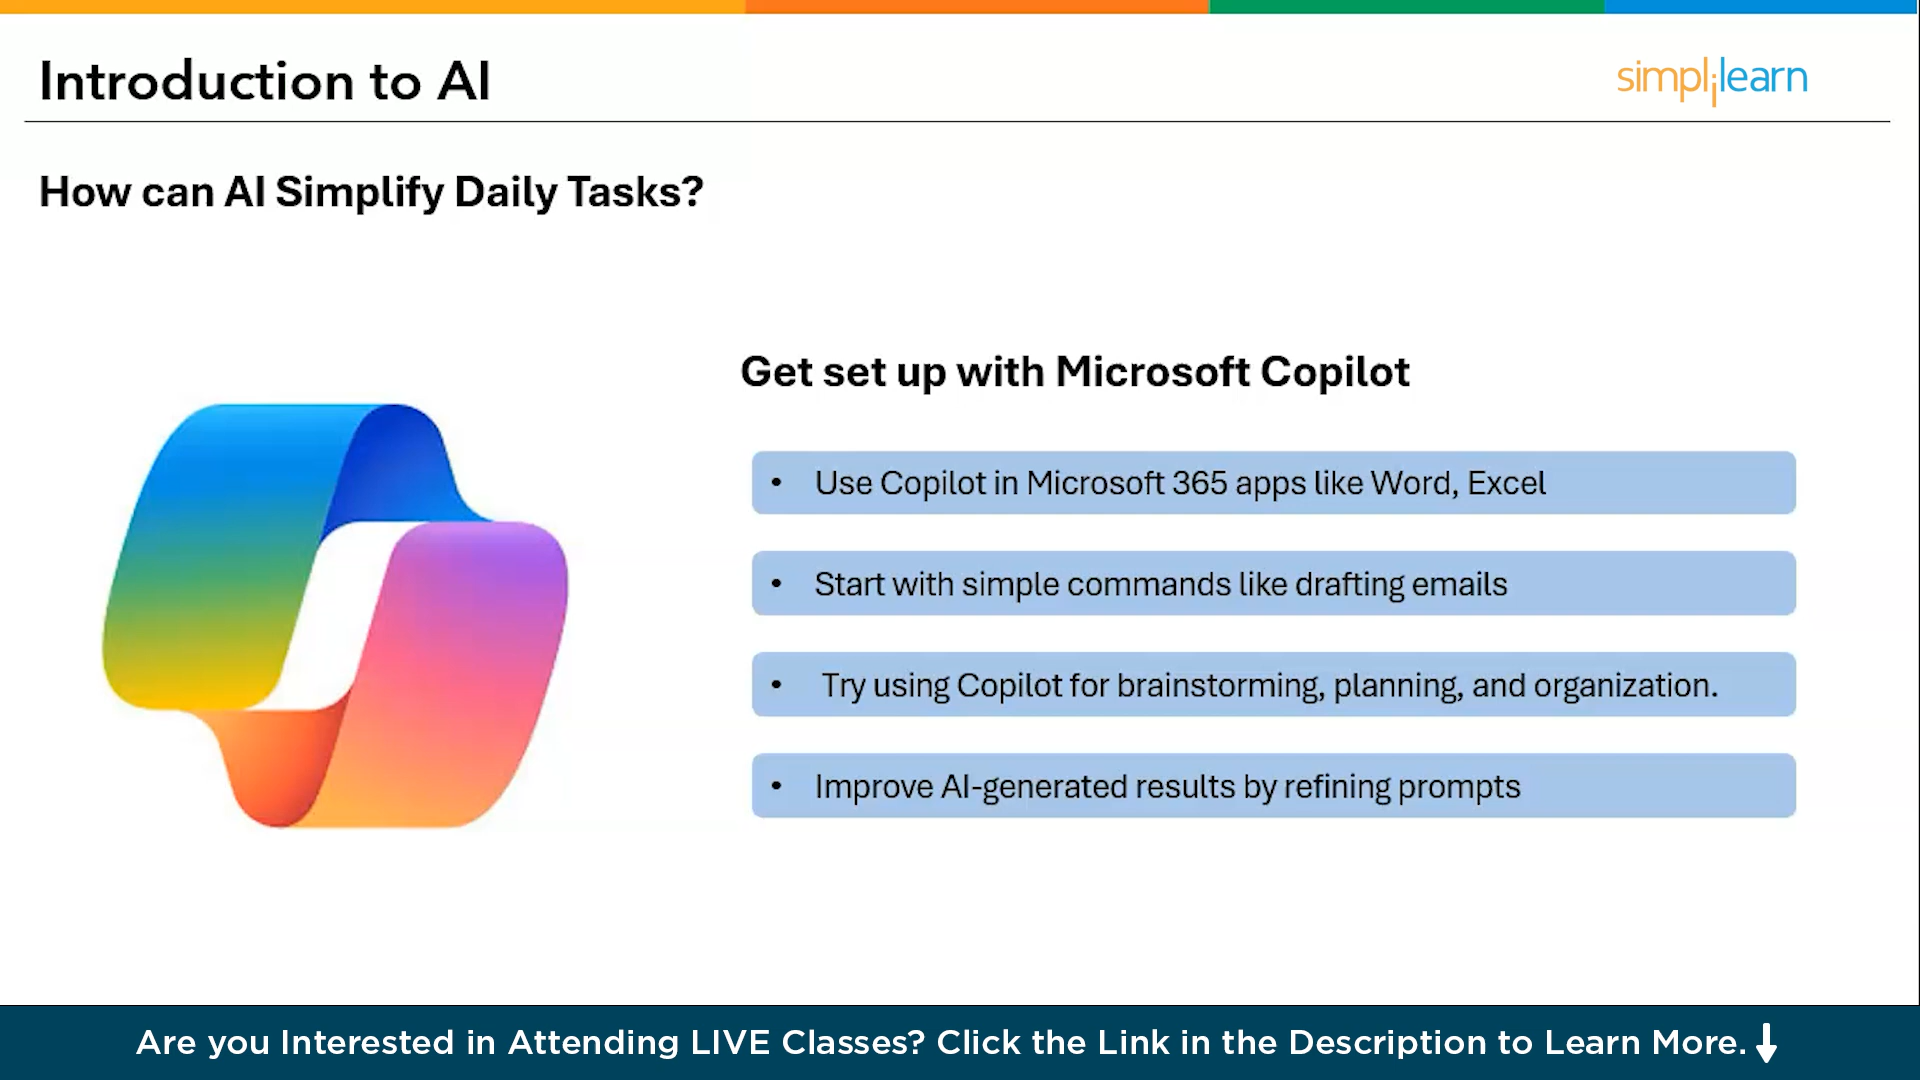 Introduction to AI
simplilearn
How can AI Simplify Daily Tasks?
Get set up with Microsoft Copilot
• Use Copilot in Microsoft 365 apps like Word, Excel
• Start with simple commands like drafting emails
• Try using Copilot for brainstorming, planning, and organization.
• Improve AI-generated results by refining prompts
Are you Interested in Attending LIVE Classes? Click the Link in the Description to Learn More.